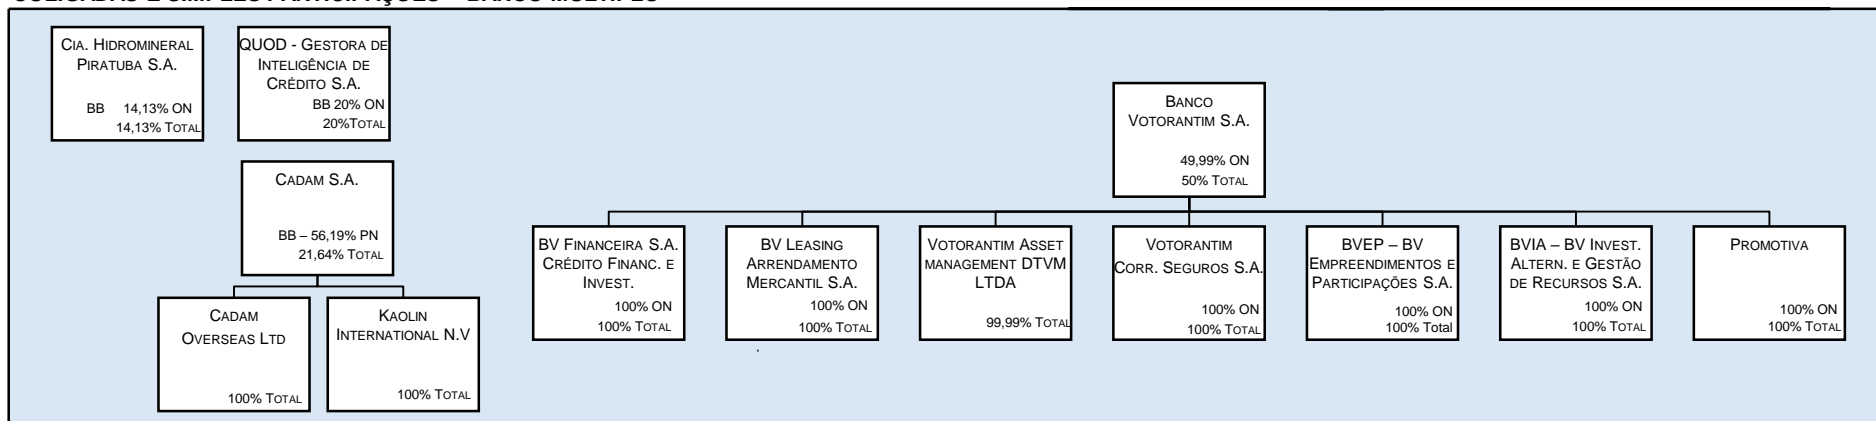 COLIGADAS E SIMPLES PARTICIPAÇÕES – BANCO MÚLTIPLO
CIA. HIDROMINERAL
PIRATUBA S.A.
BB 14,13% ON
14,13% TOTAL
QUOD - GESTORA DE
INTELIGÊNCIA DE
CRÉDITO S.A.
BB 20% ON
20%TOTAL
BANCO
VOTORANTIM S.A.
49,99% ON
50% TOTAL
CADAM S.A.
BB – 56,19% PN
21,64% TOTAL
CADAM
OVERSEAS LTD
100% TOTAL
KAOLIN
INTERNATIONAL N.V
100% TOTAL
BV FINANCEIRA S.A.
CRÉDITO FINANC. E
INVEST.
100% ON
100% TOTAL
BV LEASING
ARRENDAMENTO
MERCANTIL S.A.
100% ON
100% TOTAL
VOTORANTIM ASSET
MANAGEMENT DTVM
LTDA
99,99% TOTAL
VOTORANTIM
CORR. SEGUROS S.A.
100% ON
100% TOTAL
BVEP – BV
EMPREENDIMENTOS E
PARTICIPAÇÕES S.A.
100% ON
100% Total
BVIA – BV INVEST.
ALTERN. E GESTÃO
DE RECURSOS S.A.
100% ON
100% TOTAL
PROMOTIVA
100% ON
100% TOTAL